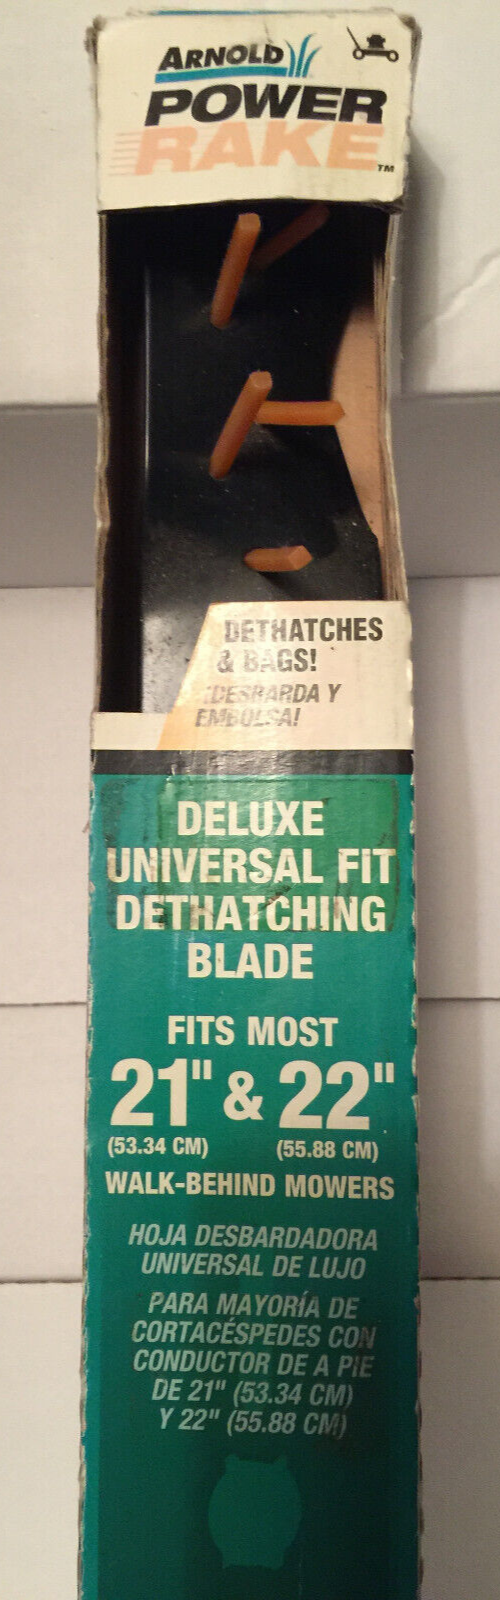 ARNOLD
POWER
RAKE™
DETHATCHES
& BAGS!
¡DESBARDA Y
EMBOLSA!
DELUXE
UNIVERSAL FIT
DETHATCHING
BLADE
FITS MOST
21" & 22"
(53.34 CM) (55.88 CM)
WALK-BEHIND MOWERS
HOJA DESBARDADORA
UNIVERSAL DE LUJO
PARA MAYORÍA DE
CORTACÉSPEDES CON
CONDUCTOR DE A PIE
DE 21" (53.34 CM)
Y 22" (55.88 CM)